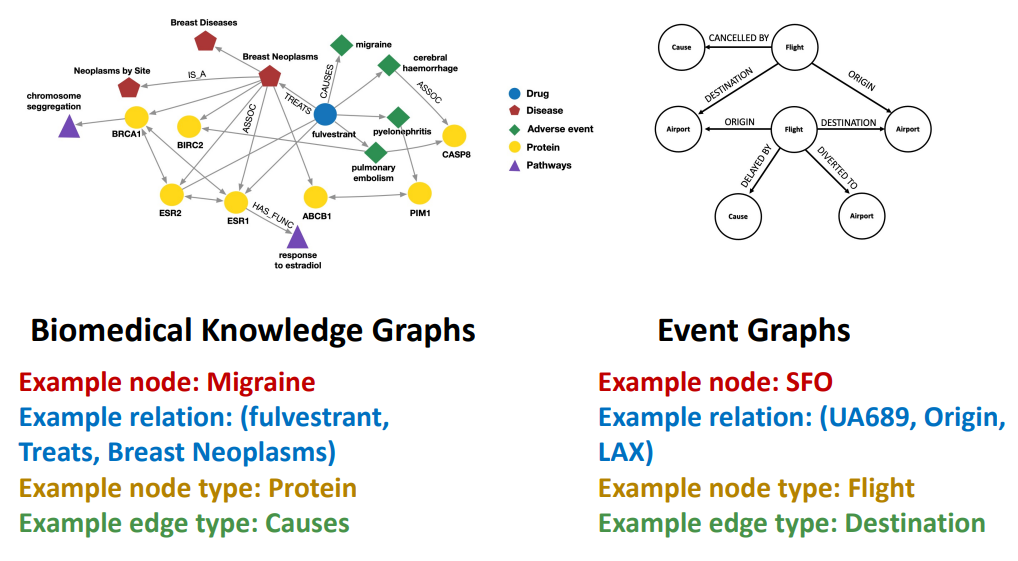 Breast Diseases
Breast Neoplasms
migraine
cerebral
haemorrhage
Neoplasms by Site
IS_A
CAUSES
ASSOC
chromosome
seggregation
TREATS
BRCA1
BIRC2
ASSOC
fulvestrant
pyelonephritis
CASP8
pulmonary
embolism
ESR2
ESR1
HAS_FUNC
ABCB1
PIM1
response
to estradiol
Drug
Disease
Adverse event
Protein
Pathways
Cause
CANCELLED BY
Flight
DESTINATION
ORIGIN
Airport
ORIGIN
Flight
DESTINATION
Airport
DELAYED BY
DIVERTED TO
Cause
Airport
Biomedical Knowledge Graphs
Example node: Migraine
Example relation: (fulvestrant,
Treats, Breast Neoplasms)
Example node type: Protein
Example edge type: Causes
Event Graphs
Example node: SFO
Example relation: (UA689, Origin,
LAX)
Example node type: Flight
Example edge type: Destination